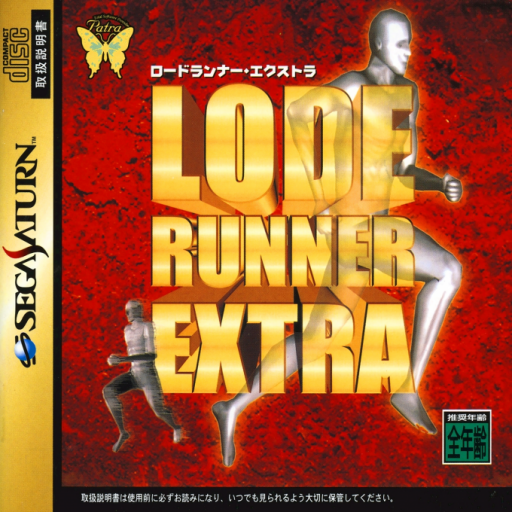 COMPACT
disc
取扱説明書
SEGA SATURN™
Patra
ロードランナー・エクストラ
LODE
RUNNER
EXTRA
推奨年齢
全年齢
取扱説明書は使用前に必ずお読みになり、いつでも見られるよう大切に保管してください。